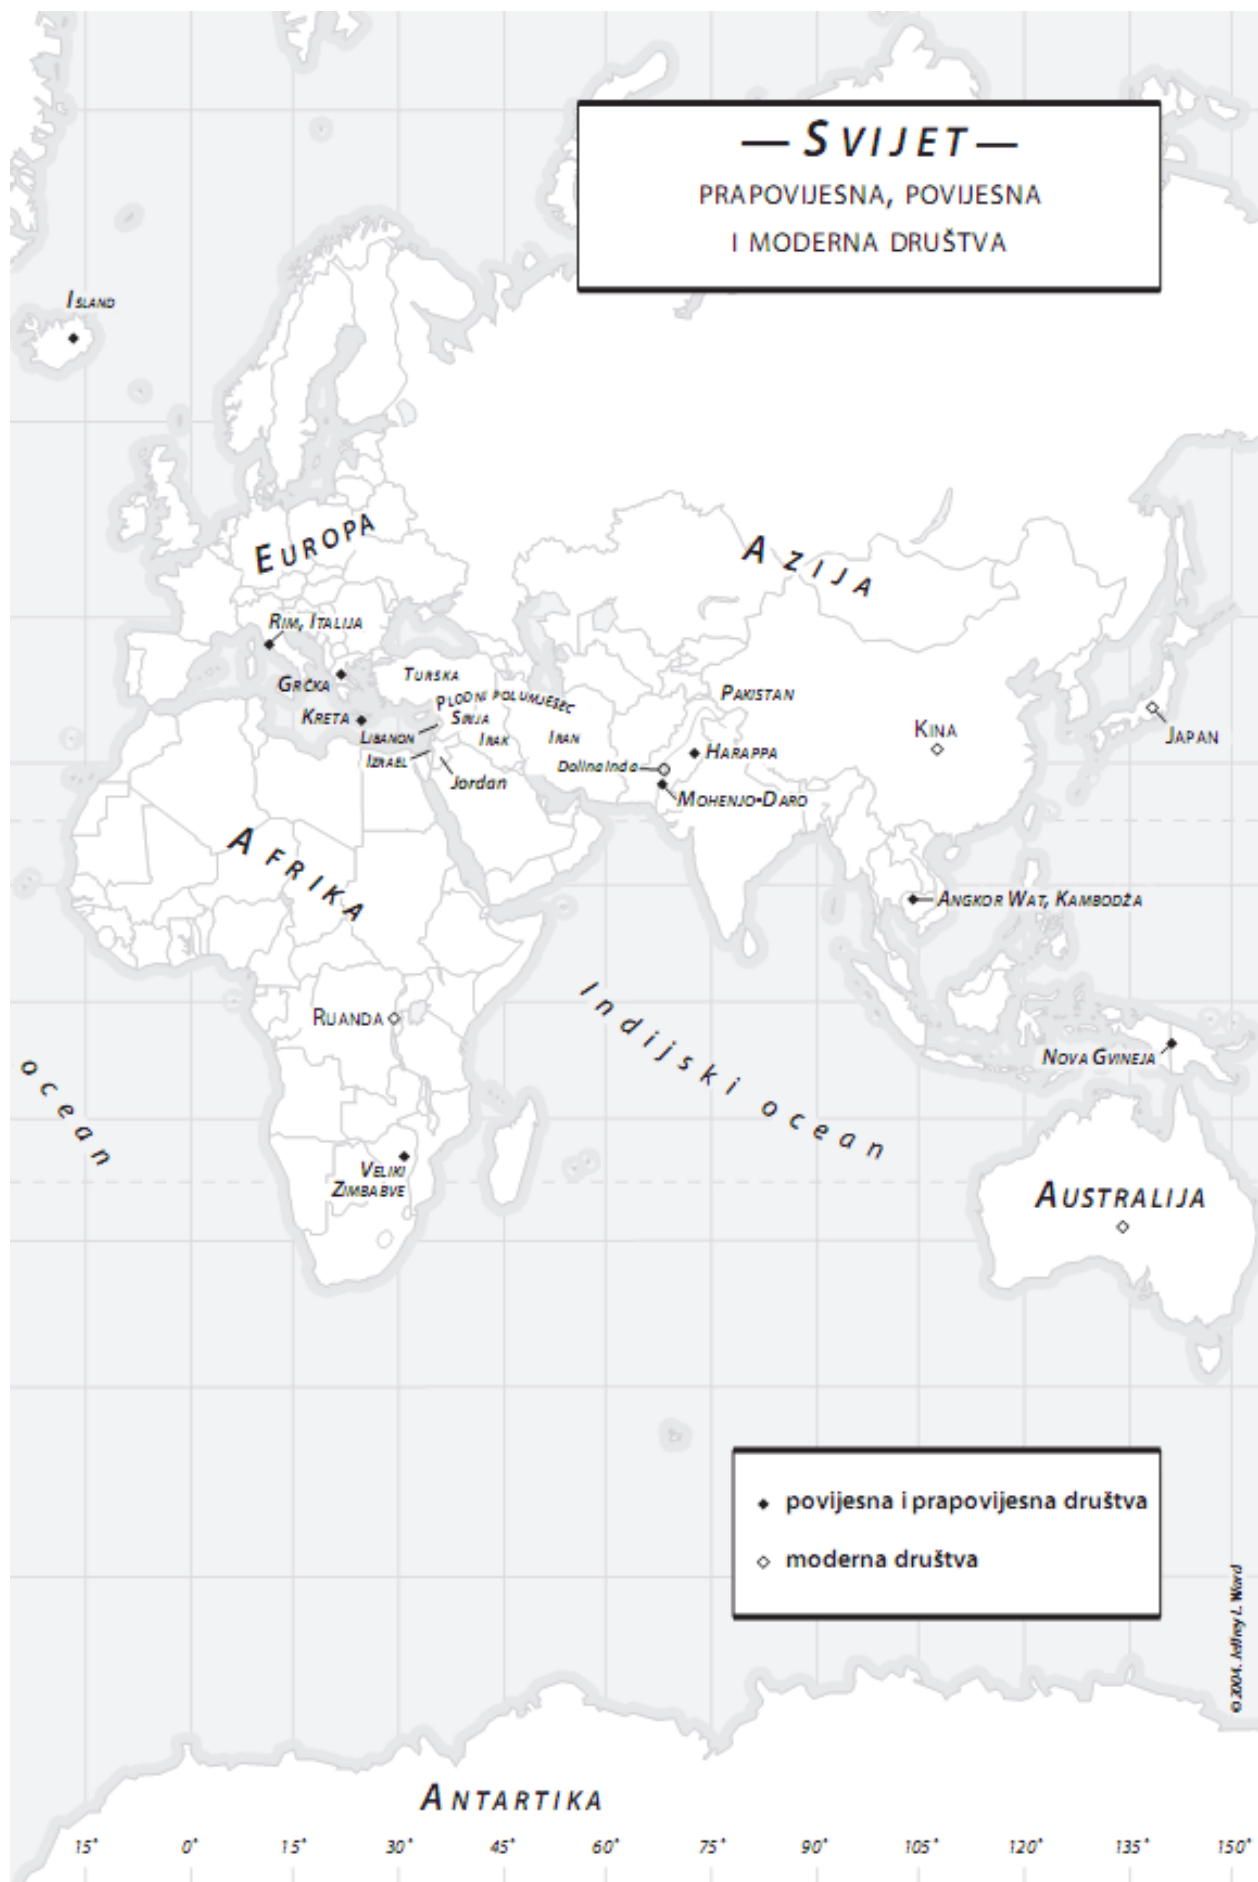 — SVIJET —
PRAPOVIJESNA, POVIJESNA
I MODERNA DRUŠTVA
ISLAND
EUROPA
AZIJA
RIM, ITALIJA
GRČKA
TURSKA
PLODNI POLUMJESEC
PAKISTAN
KRETA
LIBANON
SIRIJA
IRAK
IRAN
KINA
JAPAN
IZRAEL
Jordan
Dolina Inda
HARAPPA
MOHENJO-DARO
AFRIKA
ANGKOR WAT, KAMBODŽA
Indijski ocean
RUANDA
NOVA GVINEJA
ocean
VELIKI
ZIMBABVE
AUSTRALIJA
povijesna i prapovijesna društva
moderna društva
© 2004. Jeffrey L. Ward
ANTARTIKA
15° 0° 15° 30° 45° 60° 75° 90° 105° 120° 135° 150°